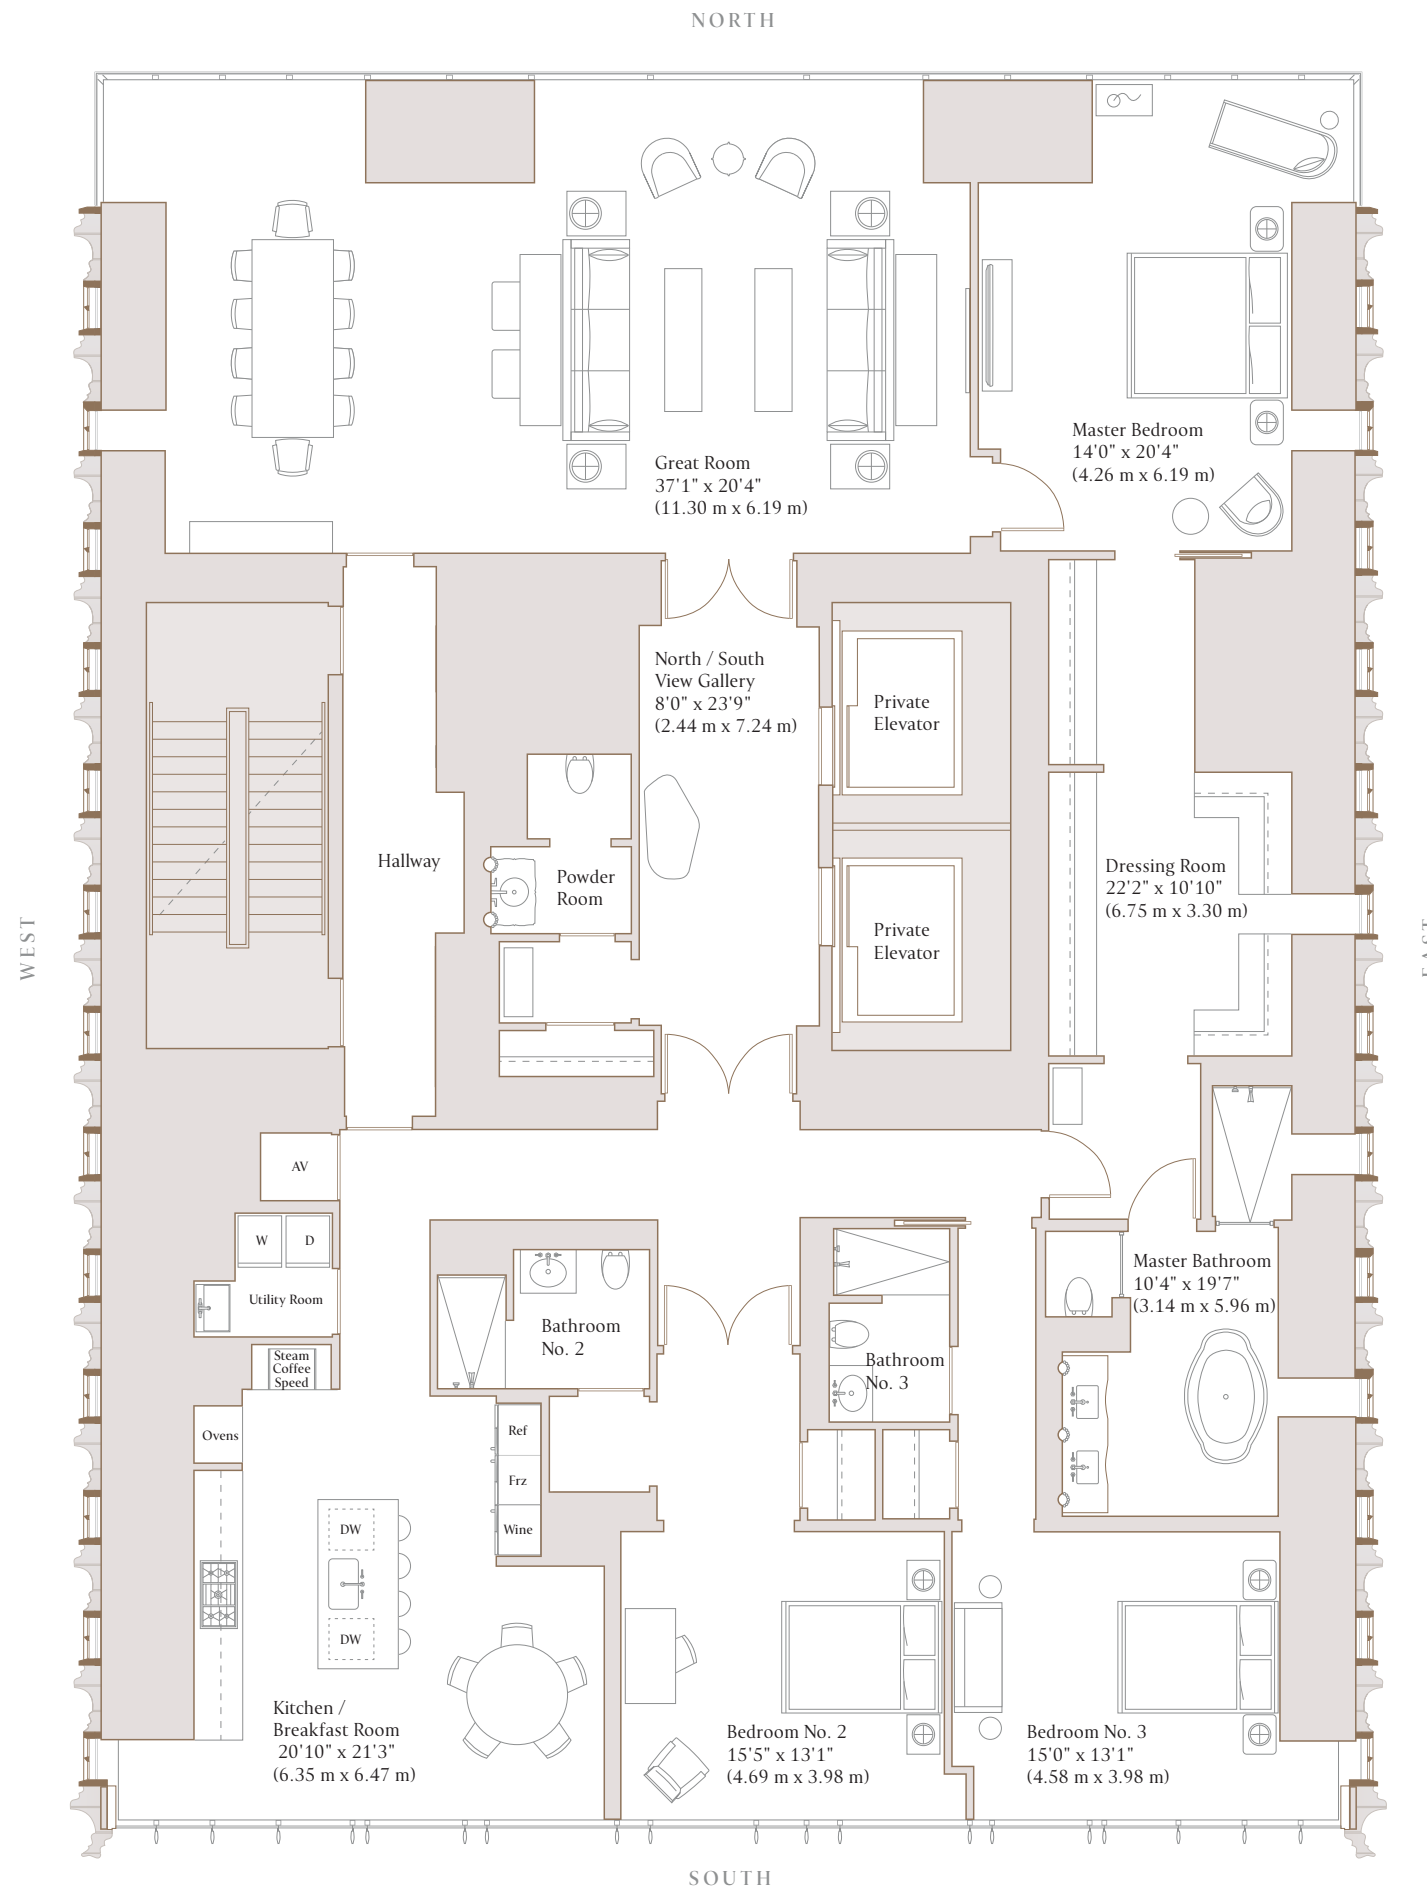 NORTH
Master Bedroom
14'0" x 20'4"
(4.26 m x 6.19 m)
Great Room
37'1" x 20'4"
(11.30 m x 6.19 m)
North / South
View Gallery
8'0" x 23'9"
(2.44 m x 7.24 m)
Private
Elevator
Hallway
Powder
Room
Dressing Room
22'2" x 10'10"
(6.75 m x 3.30 m)
Private
Elevator
WEST
EAST
AV
W
D
Utility Room
Master Bathroom
10'4" x 19'7"
(3.14 m x 5.96 m)
Bathroom
No. 2
Steam
Coffee
Speed
Bathroom
No. 3
Ovens
Ref
Frz
Wine
DW
DW
Kitchen /
Breakfast Room
20'10" x 21'3"
(6.35 m x 6.47 m)
Bedroom No. 2
15'5" x 13'1"
(4.69 m x 3.98 m)
Bedroom No. 3
15'0" x 13'1"
(4.58 m x 3.98 m)
SOUTH